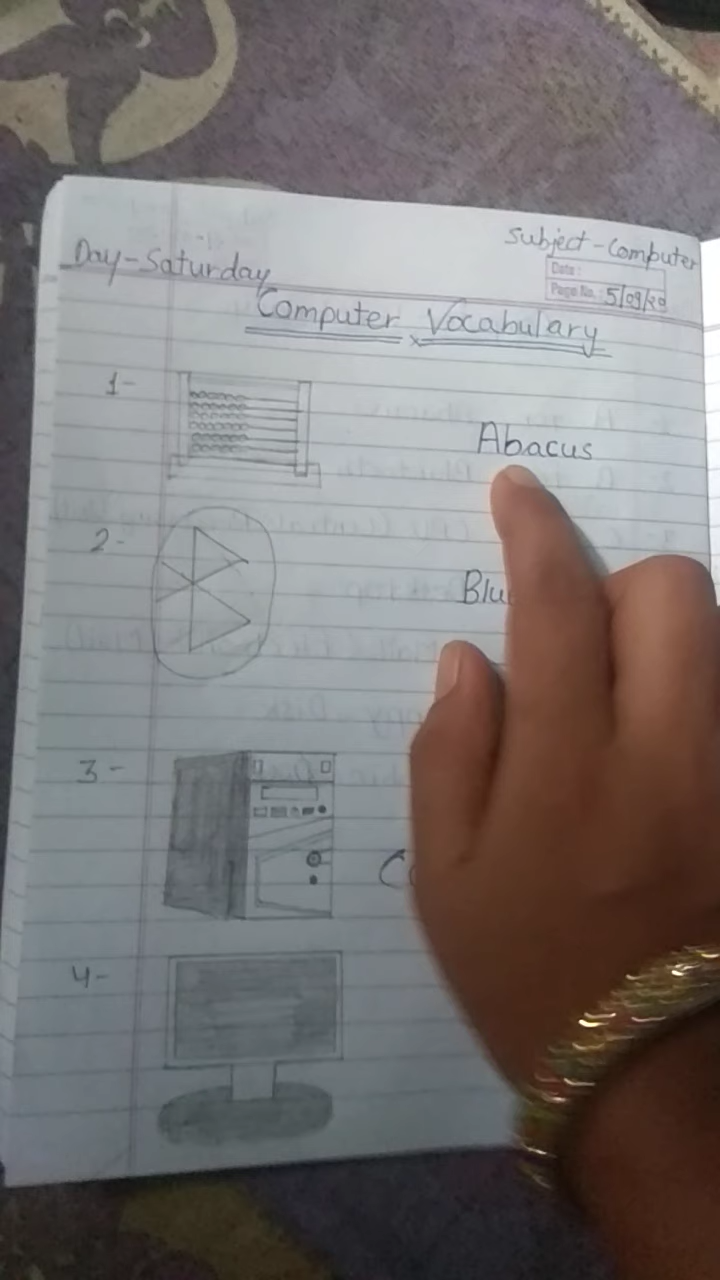 Subject-Computer
Day-Saturday
Date:
Page No. 5/09/20
Computer Vocabulary
1-
Abacus
2-
Blu
3-
4-